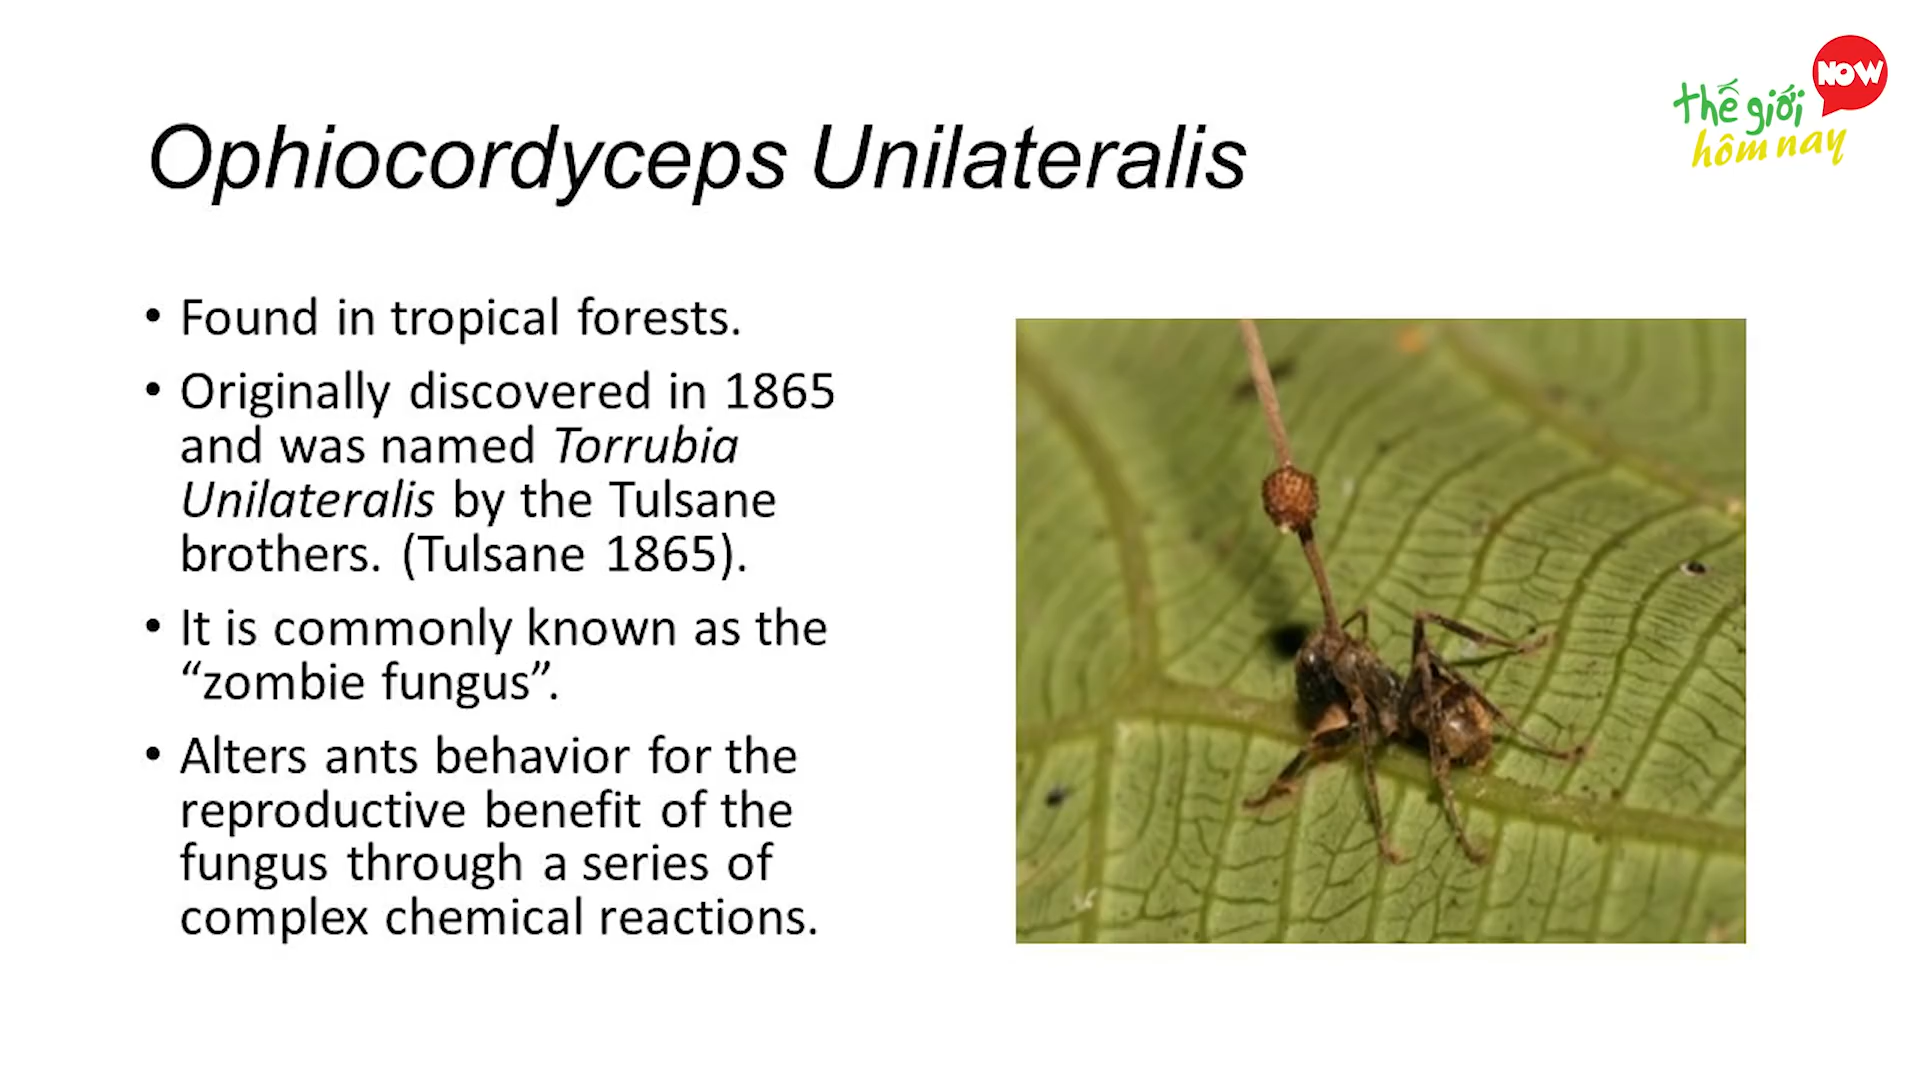 NOW
thế giới
hôm nay
Ophiocordyceps Unilateralis
• Found in tropical forests.
• Originally discovered in 1865
and was named Torrubia
Unilateralis by the Tulsane
brothers. (Tulsane 1865).
• It is commonly known as the
“zombie fungus”.
• Alters ants behavior for the
reproductive benefit of the
fungus through a series of
complex chemical reactions.